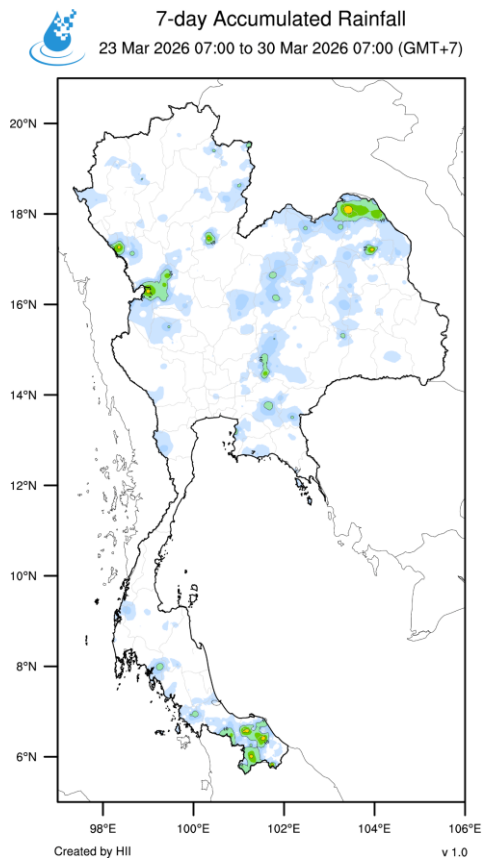 7-day Accumulated Rainfall
23 Mar 2026 07:00 to 30 Mar 2026 07:00 (GMT+7)
20°N
18°N
16°N
14°N
12°N
10°N
8°N
6°N
98°E 100°E 102°E 104°E 106°E
Created by HII v 1.0